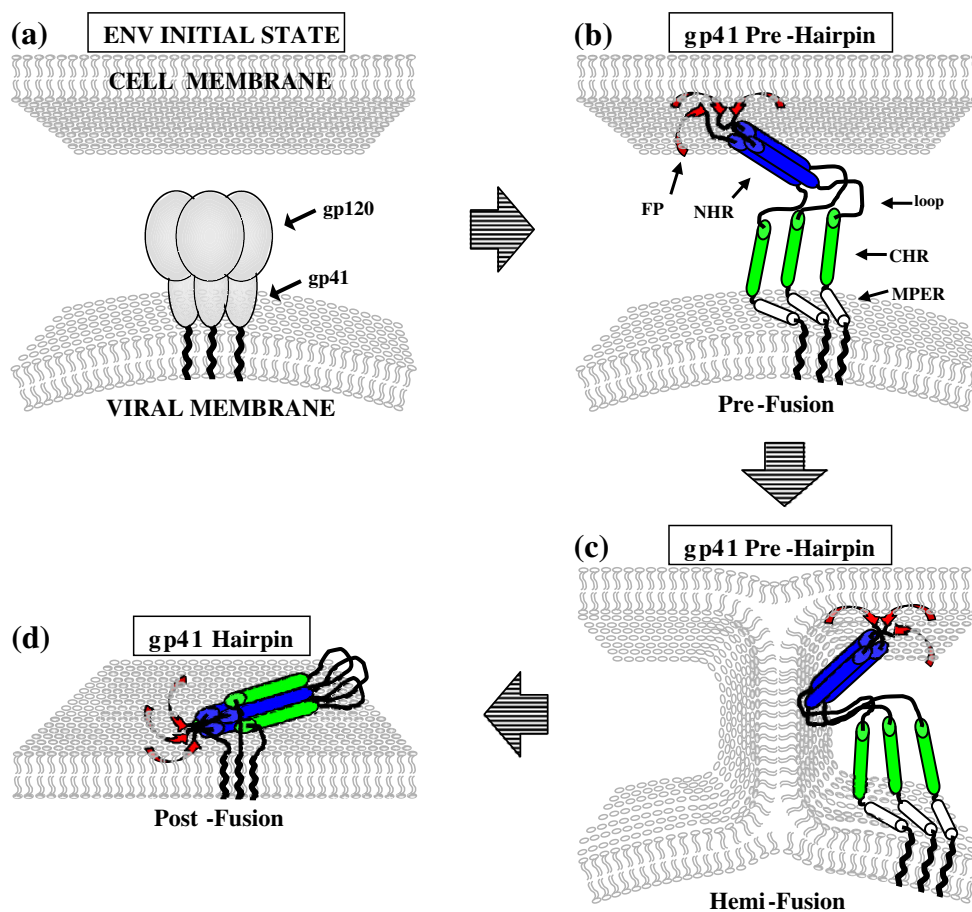 (a)
ENV INITIAL STATE
CELL MEMBRANE
gp120
gp41
VIRAL MEMBRANE
(b)
gp41 Pre-Hairpin
FP
NHR
loop
CHR
MPER
Pre-Fusion
(c)
gp41 Pre-Hairpin
Hemi-Fusion
(d)
gp41 Hairpin
Post-Fusion